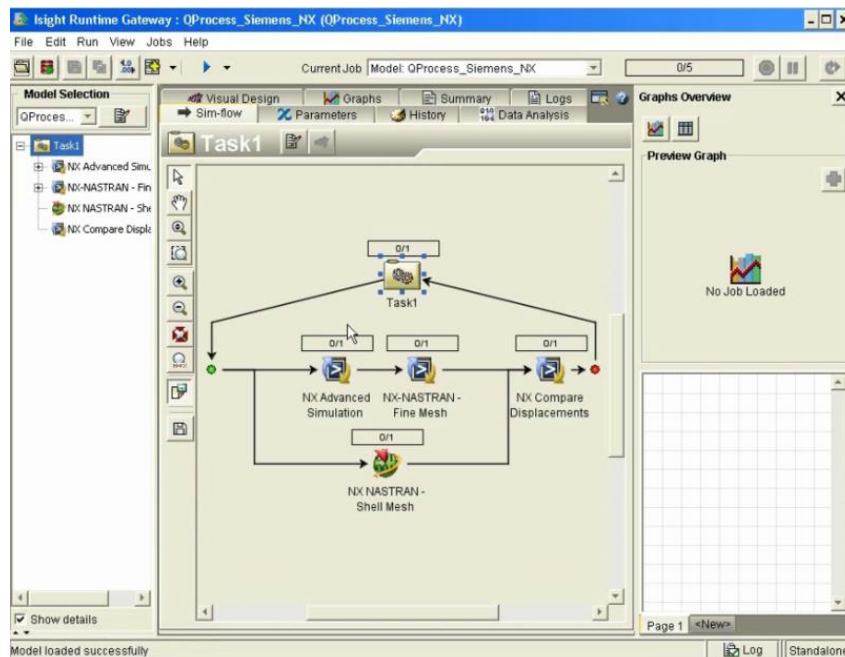 Isight Runtime Gateway : QProcess_Siemens_NX (QProcess_Siemens_NX)
File Edit Run View Jobs Help
Current Job Model: QProcess_Siemens_NX
0/5
Model Selection
QProces...
Task1
NX Advanced Simu
NX-NASTRAN - Fin
NX NASTRAN - She
NX Compare Displa
Show details
Visual Design Graphs Summary Logs
Sim-flow Parameters History Data Analysis
Task1
0/1
Task1
0/1 0/1 0/1
NX Advanced Simulation
NX-NASTRAN - Fine Mesh
NX Compare Displacements
0/1
NX NASTRAN -
Shell Mesh
Graphs Overview
Preview Graph
No Job Loaded
Page 1 <New>
Model loaded successfully
Log Standalone